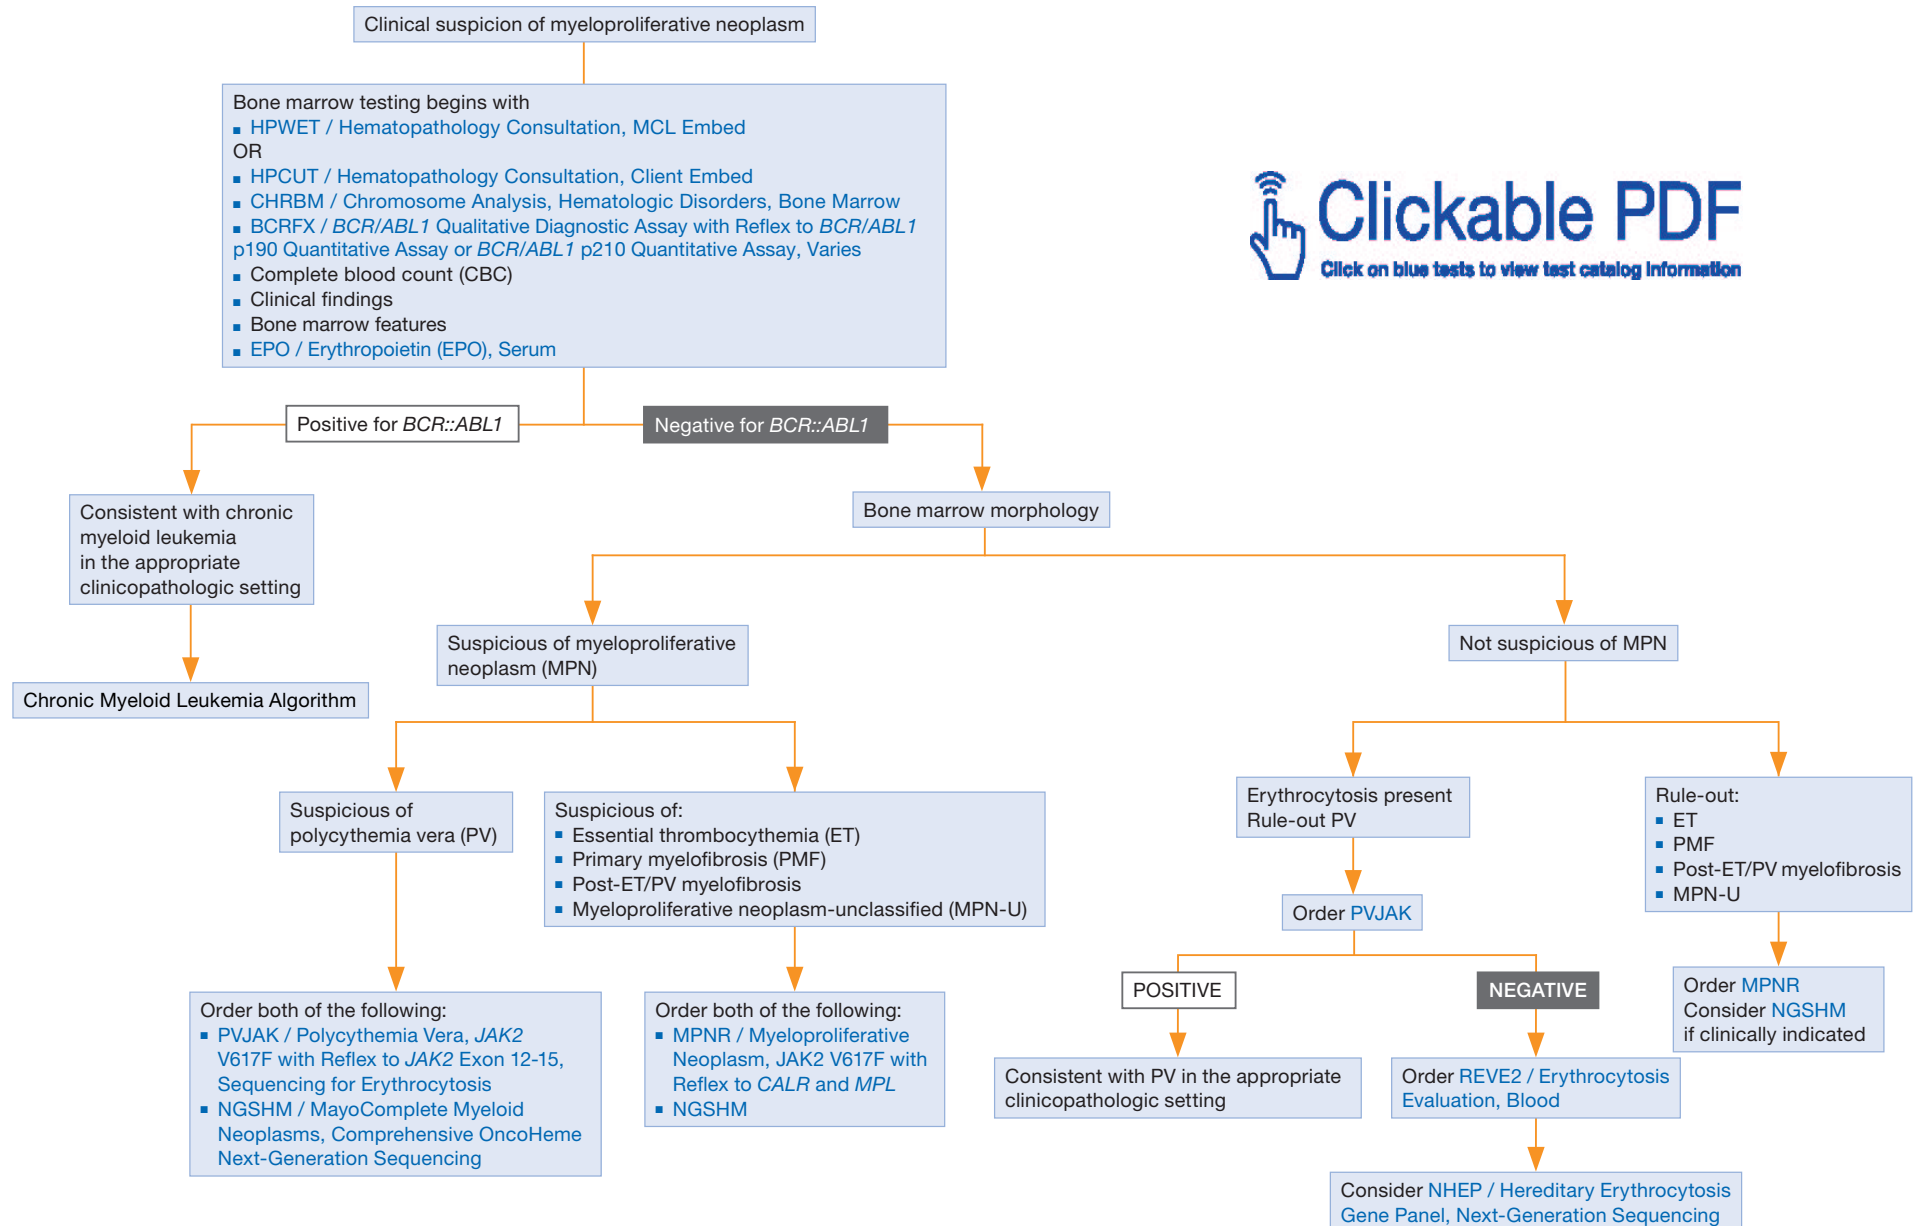 Clinical suspicion of myeloproliferative neoplasm
Bone marrow testing begins with
▪ HPWET / Hematopathology Consultation, MCL Embed
OR
▪ HPCUT / Hematopathology Consultation, Client Embed
▪ CHRBM / Chromosome Analysis, Hematologic Disorders, Bone Marrow
▪ BCRFX / BCR/ABL1 Qualitative Diagnostic Assay with Reflex to BCR/ABL1
p190 Quantitative Assay or BCR/ABL1 p210 Quantitative Assay, Varies
▪ Complete blood count (CBC)
▪ Clinical findings
▪ Bone marrow features
▪ EPO / Erythropoietin (EPO), Serum
Clickable PDF
Click on blue tests to view test catalog information
Positive for BCR::ABL1
Negative for BCR::ABL1
Consistent with chronic
myeloid leukemia
in the appropriate
clinicopathologic setting
Bone marrow morphology
Chronic Myeloid Leukemia Algorithm
Suspicious of myeloproliferative
neoplasm (MPN)
Not suspicious of MPN
Suspicious of
polycythemia vera (PV)
Suspicious of:
▪ Essential thrombocythemia (ET)
▪ Primary myelofibrosis (PMF)
▪ Post-ET/PV myelofibrosis
▪ Myeloproliferative neoplasm-unclassified (MPN-U)
Erythrocytosis present
Rule-out PV
Rule-out:
▪ ET
▪ PMF
▪ Post-ET/PV myelofibrosis
▪ MPN-U
Order PVJAK
POSITIVE
NEGATIVE
Order MPNR
Consider NGSHM
if clinically indicated
Order both of the following:
▪ PVJAK / Polycythemia Vera, JAK2
V617F with Reflex to JAK2 Exon 12-15,
Sequencing for Erythrocytosis
▪ NGSHM / MayoComplete Myeloid
Neoplasms, Comprehensive OncoHeme
Next-Generation Sequencing
Order both of the following:
▪ MPNR / Myeloproliferative
Neoplasm, JAK2 V617F with
Reflex to CALR and MPL
▪ NGSHM
Consistent with PV in the appropriate
clinicopathologic setting
Order REVE2 / Erythrocytosis
Evaluation, Blood
Consider NHEP / Hereditary Erythrocytosis
Gene Panel, Next-Generation Sequencing